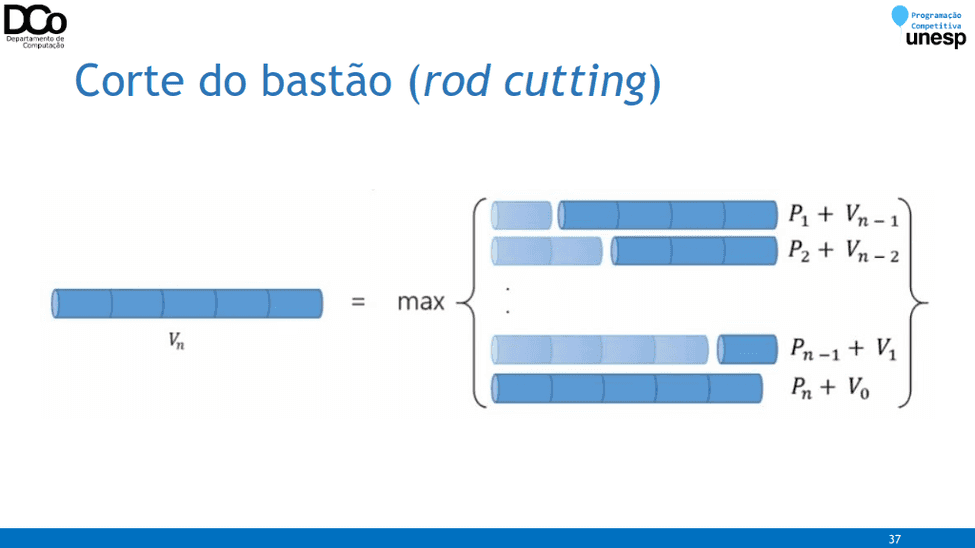 DCo
Departamento de
Computação
Programação
Competitiva
unesp
Corte do bastão (rod cutting)
V_n
= max
P_1 + V_{n-1}
P_2 + V_{n-2}
.
.
P_{n-1} + V_1
P_n + V_0
37